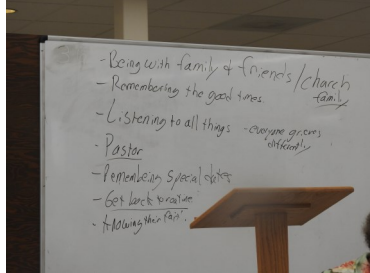 - Being with family & friends/church
family
- Remembering the good times
- Listening to all things - everyone grieves
differently
- Pastor
- Remembeing special dates
- Get back to routine
- knowing their pain.